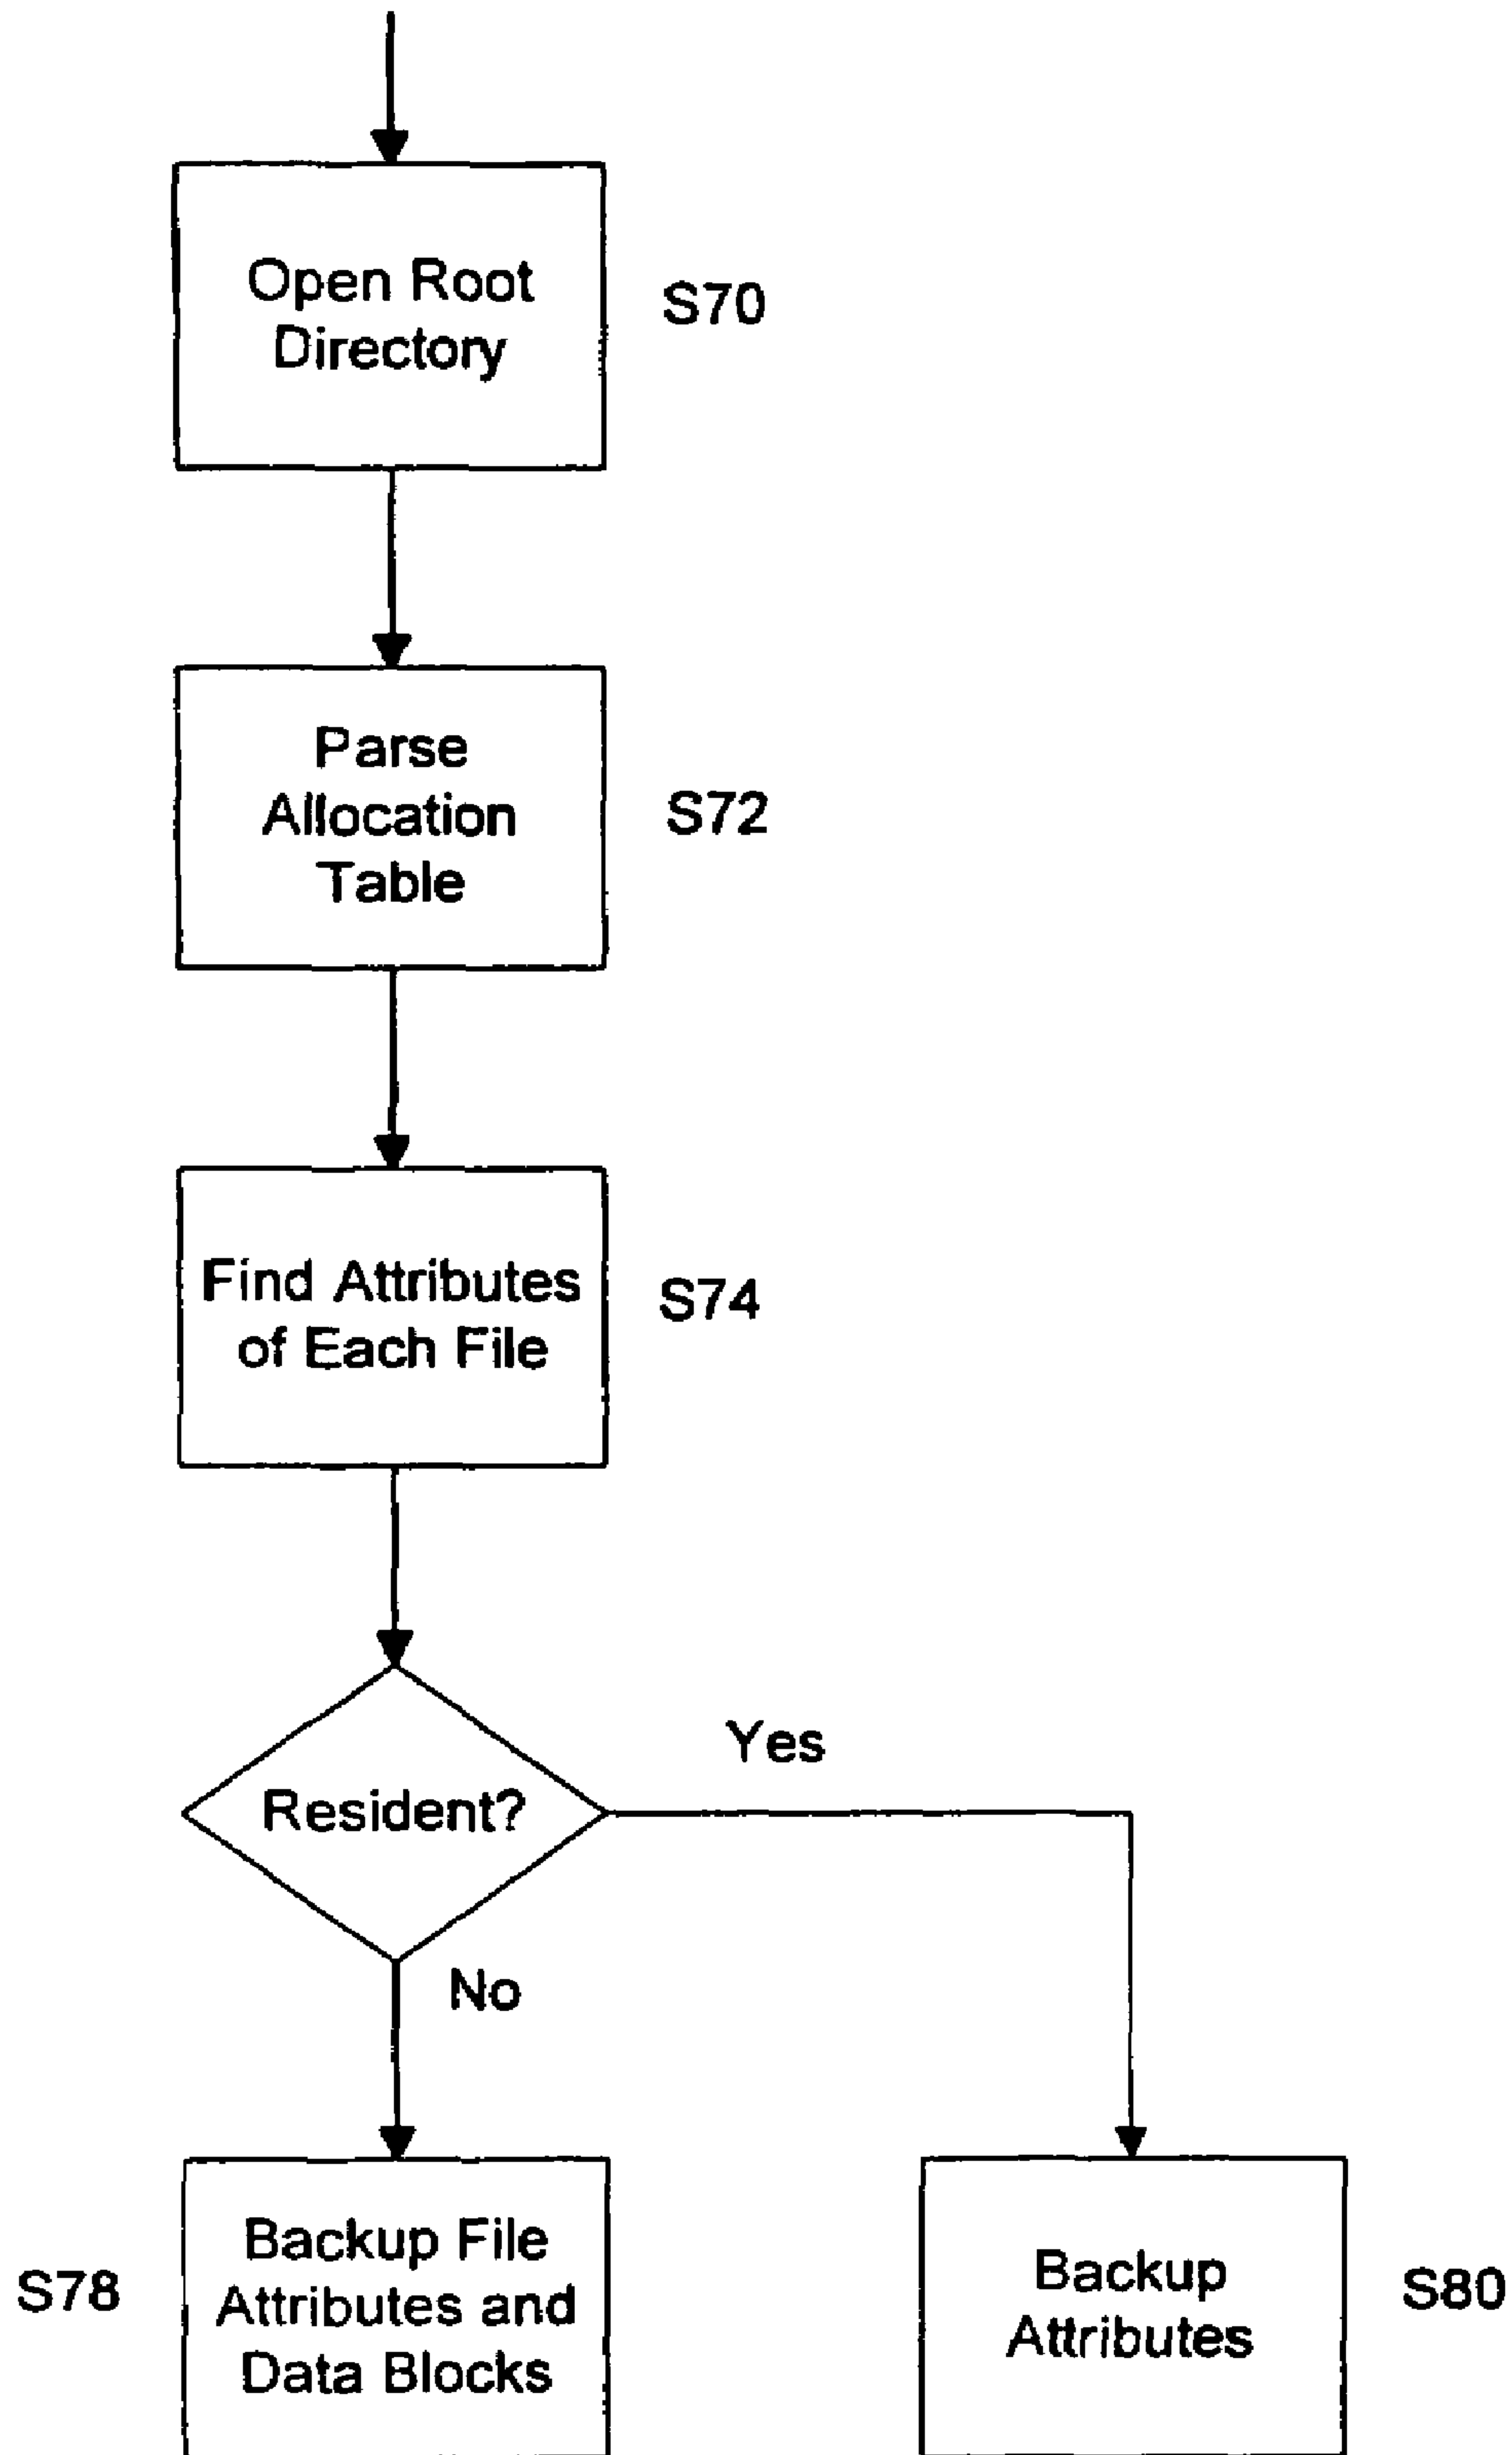 Open Root
Directory
S70
Parse
Allocation
Table
S72
Find Attributes
of Each File
S74
Resident?
Yes
No
S78
Backup File
Attributes and
Data Blocks
Backup
Attributes
S80